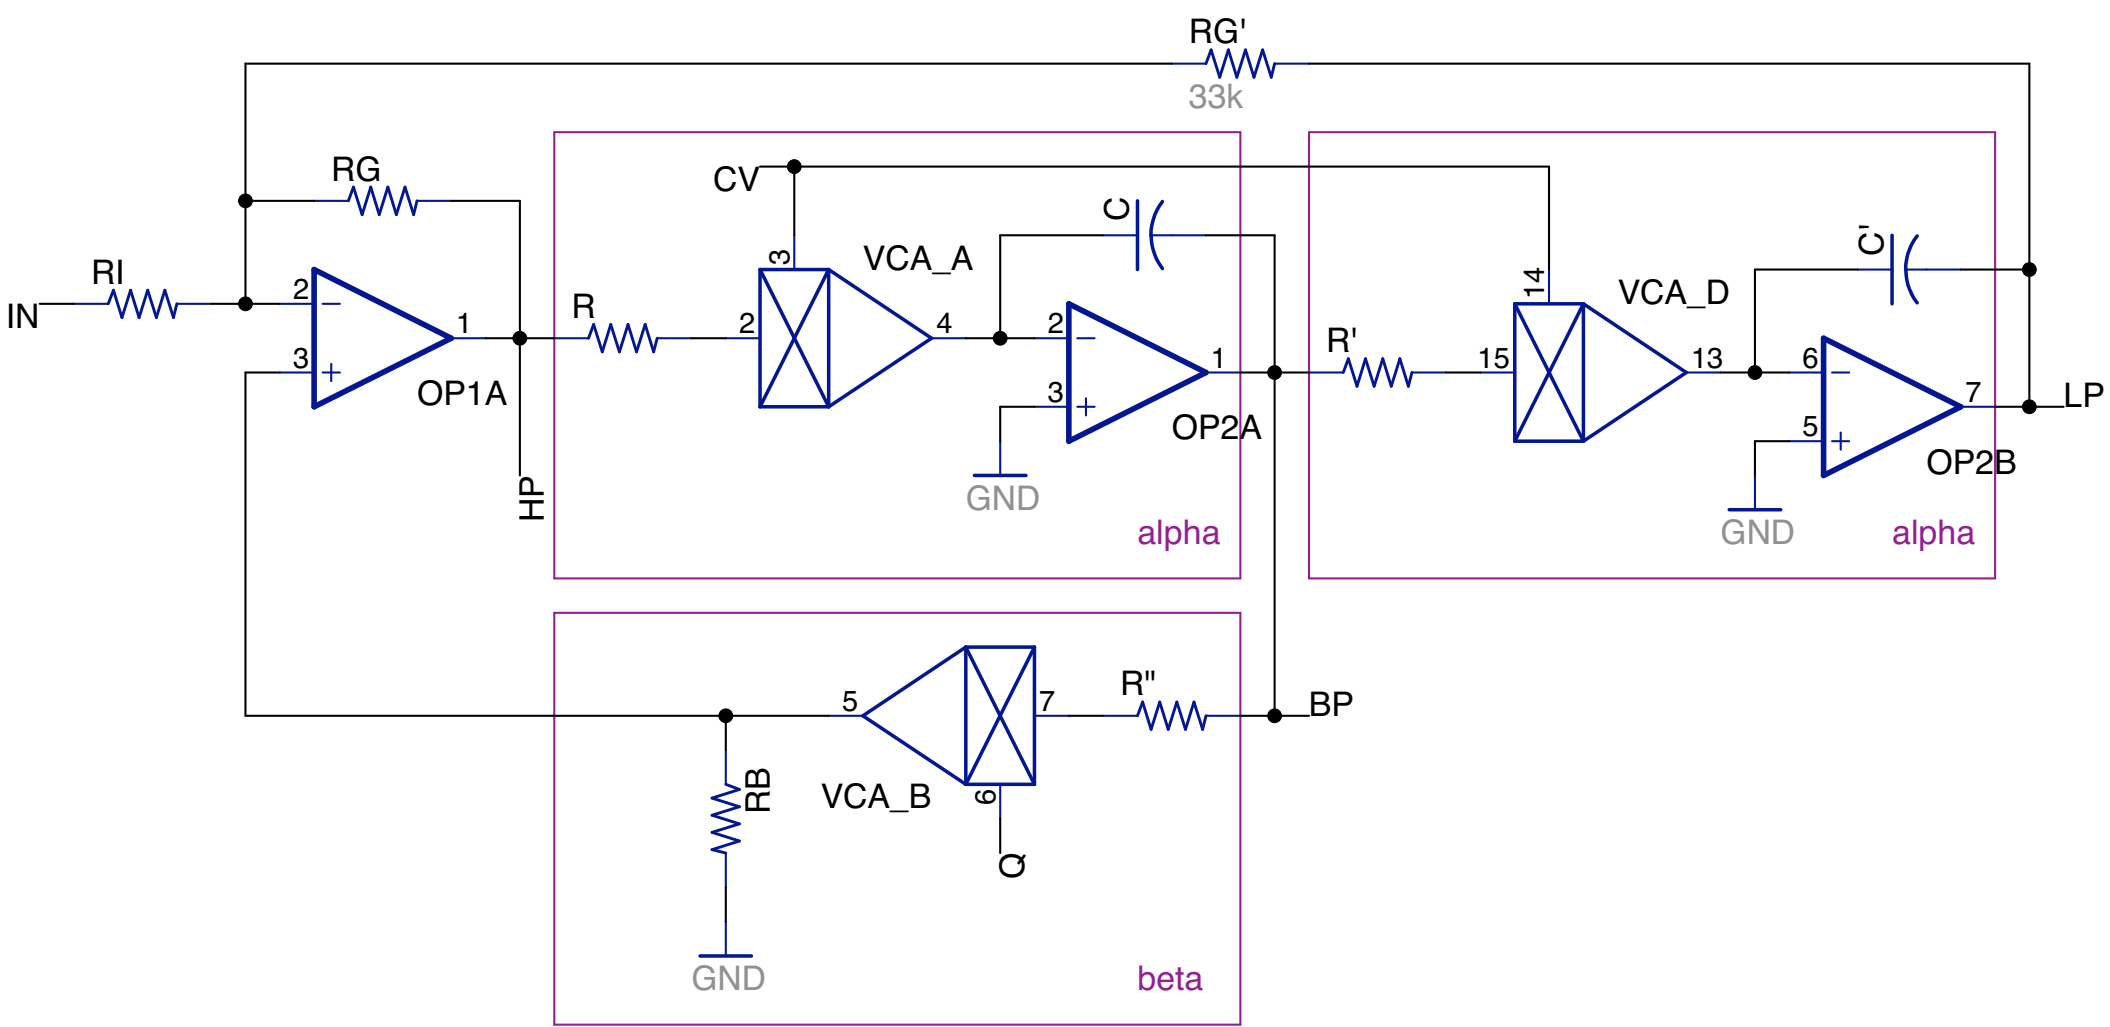 RG'
33k
RG
CV
C
VCA_A
3
C'
RI
IN
2
1
3
OP1A
R
2
4
2
1
3
OP2A
HP
GND
alpha
VCA_D
14
R'
15
13
6
7
5
OP2B
LP
GND
alpha
R"
BP
5
7
VCA_B
6
Q
RB
GND
beta